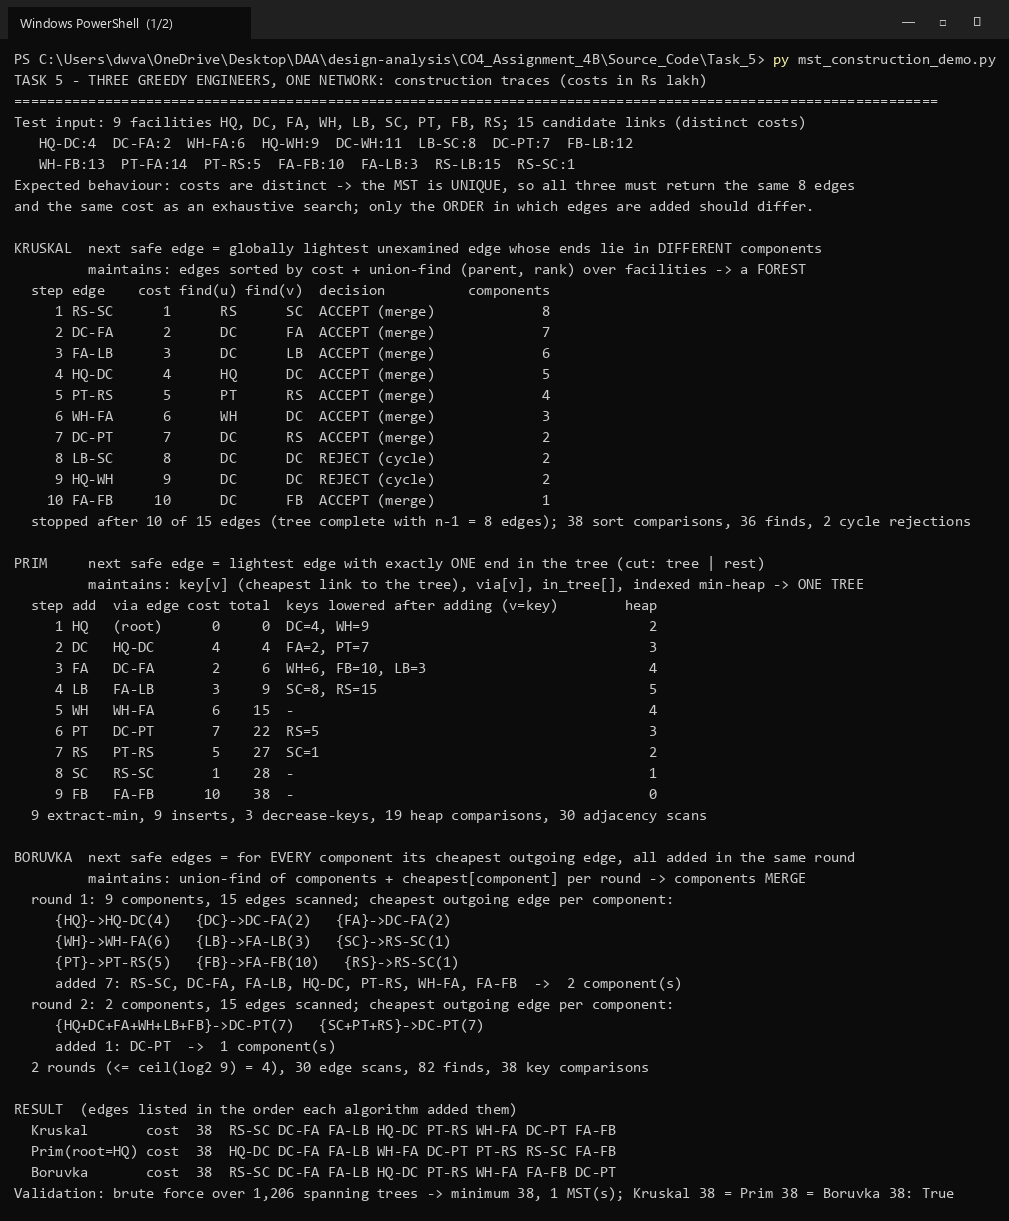 Windows PowerShell (1/2)
PS C:\Users\dwva\OneDrive\Desktop\DAA\design-analysis\CO4_Assignment_4B\Source_Code\Task_5> py mst_construction_demo.py
TASK 5 - THREE GREEDY ENGINEERS, ONE NETWORK: construction traces (costs in Rs lakh)
================================================================================================================
Test input: 9 facilities HQ, DC, FA, WH, LB, SC, PT, FB, RS; 15 candidate links (distinct costs)
   HQ-DC:4  DC-FA:2  WH-FA:6  HQ-WH:9  DC-WH:11  LB-SC:8  DC-PT:7  FB-LB:12
   WH-FB:13  PT-FA:14  PT-RS:5  FA-FB:10  FA-LB:3  RS-LB:15  RS-SC:1
Expected behaviour: costs are distinct -> the MST is UNIQUE, so all three must return the same 8 edges
and the same cost as an exhaustive search; only the ORDER in which edges are added should differ.

KRUSKAL  next safe edge = globally lightest unexamined edge whose ends lie in DIFFERENT components
         maintains: edges sorted by cost + union-find (parent, rank) over facilities -> a FOREST
  step edge   cost find(u) find(v)  decision          components
     1 RS-SC      1      RS      SC  ACCEPT (merge)             8
     2 DC-FA      2      DC      FA  ACCEPT (merge)             7
     3 FA-LB      3      DC      LB  ACCEPT (merge)             6
     4 HQ-DC      4      HQ      DC  ACCEPT (merge)             5
     5 PT-RS      5      PT      RS  ACCEPT (merge)             4
     6 WH-FA      6      WH      DC  ACCEPT (merge)             3
     7 DC-PT      7      DC      RS  ACCEPT (merge)             2
     8 LB-SC      8      DC      DC  REJECT (cycle)             2
     9 HQ-WH      9      DC      DC  REJECT (cycle)             2
    10 FA-FB     10      DC      FB  ACCEPT (merge)             1
  stopped after 10 of 15 edges (tree complete with n-1 = 8 edges); 38 sort comparisons, 36 finds, 2 cycle rejections

PRIM     next safe edge = lightest edge with exactly ONE end in the tree (cut: tree | rest)
         maintains: key[v] (cheapest link to the tree), via[v], in_tree[], indexed min-heap -> ONE TREE
  step add  via edge cost total  keys lowered after adding (v=key)        heap
     1 HQ   (root)      0     0  DC=4, WH=9                                  2
     2 DC   HQ-DC       4     4  FA=2, PT=7                                  3
     3 FA   DC-FA       2     6  WH=6, FB=10, LB=3                           4
     4 LB   FA-LB       3     9  SC=8, RS=15                                 5
     5 WH   WH-FA       6    15  -                                           4
     6 PT   DC-PT       7    22  RS=5                                        3
     7 RS   PT-RS       5    27  SC=1                                        2
     8 SC   RS-SC       1    28  -                                           1
     9 FB   FA-FB      10    38  -                                           0
  9 extract-min, 9 inserts, 3 decrease-keys, 19 heap comparisons, 30 adjacency scans

BORUVKA  next safe edges = for EVERY component its cheapest outgoing edge, all added in the same round
         maintains: union-find of components + cheapest[component] per round -> components MERGE
  round 1: 9 components, 15 edges scanned; cheapest outgoing edge per component:
     {HQ}->HQ-DC(4)   {DC}->DC-FA(2)   {FA}->DC-FA(2)
     {WH}->WH-FA(6)   {LB}->FA-LB(3)   {SC}->RS-SC(1)
     {PT}->PT-RS(5)   {FB}->FA-FB(10)   {RS}->RS-SC(1)
     added 7: RS-SC, DC-FA, FA-LB, HQ-DC, PT-RS, WH-FA, FA-FB  ->  2 component(s)
  round 2: 2 components, 15 edges scanned; cheapest outgoing edge per component:
     {HQ+DC+FA+WH+LB+FB}->DC-PT(7)   {SC+PT+RS}->DC-PT(7)
     added 1: DC-PT  ->  1 component(s)
  2 rounds (<= ceil(log2 9) = 4), 30 edge scans, 82 finds, 38 key comparisons

RESULT  (edges listed in the order each algorithm added them)
  Kruskal       cost  38  RS-SC DC-FA FA-LB HQ-DC PT-RS WH-FA DC-PT FA-FB
  Prim(root=HQ) cost  38  HQ-DC DC-FA FA-LB WH-FA DC-PT PT-RS RS-SC FA-FB
  Boruvka       cost  38  RS-SC DC-FA FA-LB HQ-DC PT-RS WH-FA FA-FB DC-PT
Validation: brute force over 1,206 spanning trees -> minimum 38, 1 MST(s); Kruskal 38 = Prim 38 = Boruvka 38: True